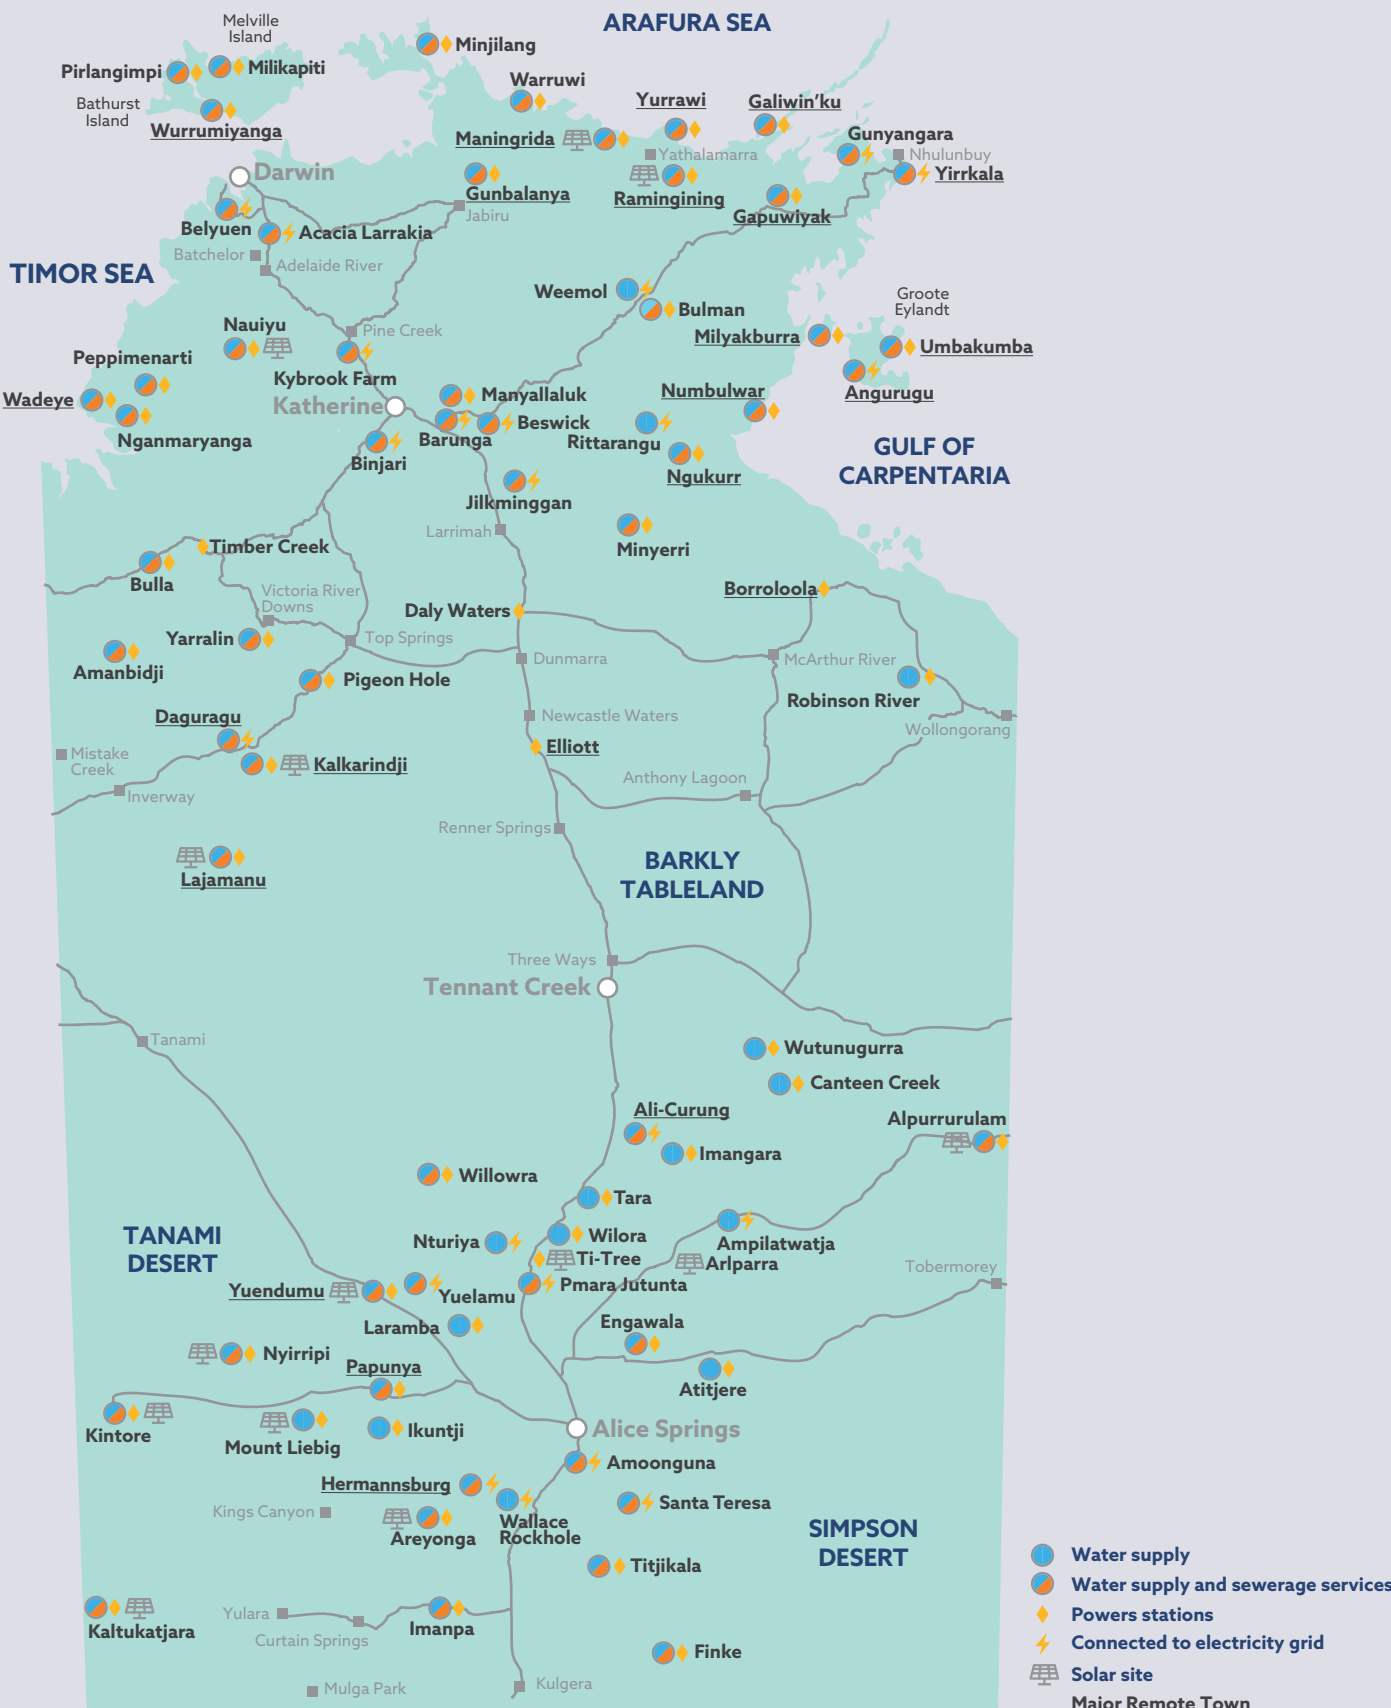 Melville
Island
ARAFURA SEA
Minjilang
Pirlangimpi
Milikapiti
Warruwi
Bathurst
Island
Yurrawi
Galiwin’ku
Wurrumiyanga
Maningrida
Gunyangara
Yathalamarra
Nhulunbuy
Darwin
Yirrkala
Gunbalanya
Ramingining
Jabiru
Gapuwiyak
Belyuen
Acacia Larrakia
Batchelor
Adelaide River
TIMOR SEA
Weemol
Groote
Eylandt
Bulman
Nauiyu
Pine Creek
Milyakburra
Umbakumba
Peppimenarti
Kybrook Farm
Angurugu
Wadeye
Manyallaluk
Numbulwar
Katherine
Beswick
Nganmaryanga
Barunga
Rittarangu
GULF OF
CARPENTARIA
Binjari
Ngukurr
Jilkminggan
Larrimah
Timber Creek
Minyerri
Bulla
Victoria River
Downs
Borroloola
Daly Waters
Yarralin
Top Springs
Dunmarra
McArthur River
Amanbidji
Pigeon Hole
Robinson River
Daguragu
Newcastle Waters
Wollongorang
Mistake
Creek
Kalkarindji
Elliott
Anthony Lagoon
Inverway
Renner Springs
BARKLY
TABLELAND
Lajamanu
Three Ways
Tennant Creek
Tanami
Wutunugurra
Canteen Creek
Ali-Curung
Alpurrurulam
Imangara
Willowra
Tara
TANAMI
DESERT
Nturiya
Wilora
Ampilatwatja
Ti-Tree
Arlparra
Tobermorey
Yuendumu
Yuelamu
Pmara Jutunta
Laramba
Engawala
Nyirripi
Papunya
Atitjere
Kintore
Mount Liebig
Ikuntji
Alice Springs
Amoonguna
Hermannsburg
Kings Canyon
Wallace
Rockhole
Santa Teresa
Areyonga
SIMPSON
DESERT
Titjikala
Kaltukatjara
Yulara
Curtain Springs
Imanpa
Finke
Mulga Park
Kulgera
Water supply
Water supply and sewerage services
Powers stations
Connected to electricity grid
Solar site
Major Remote Town